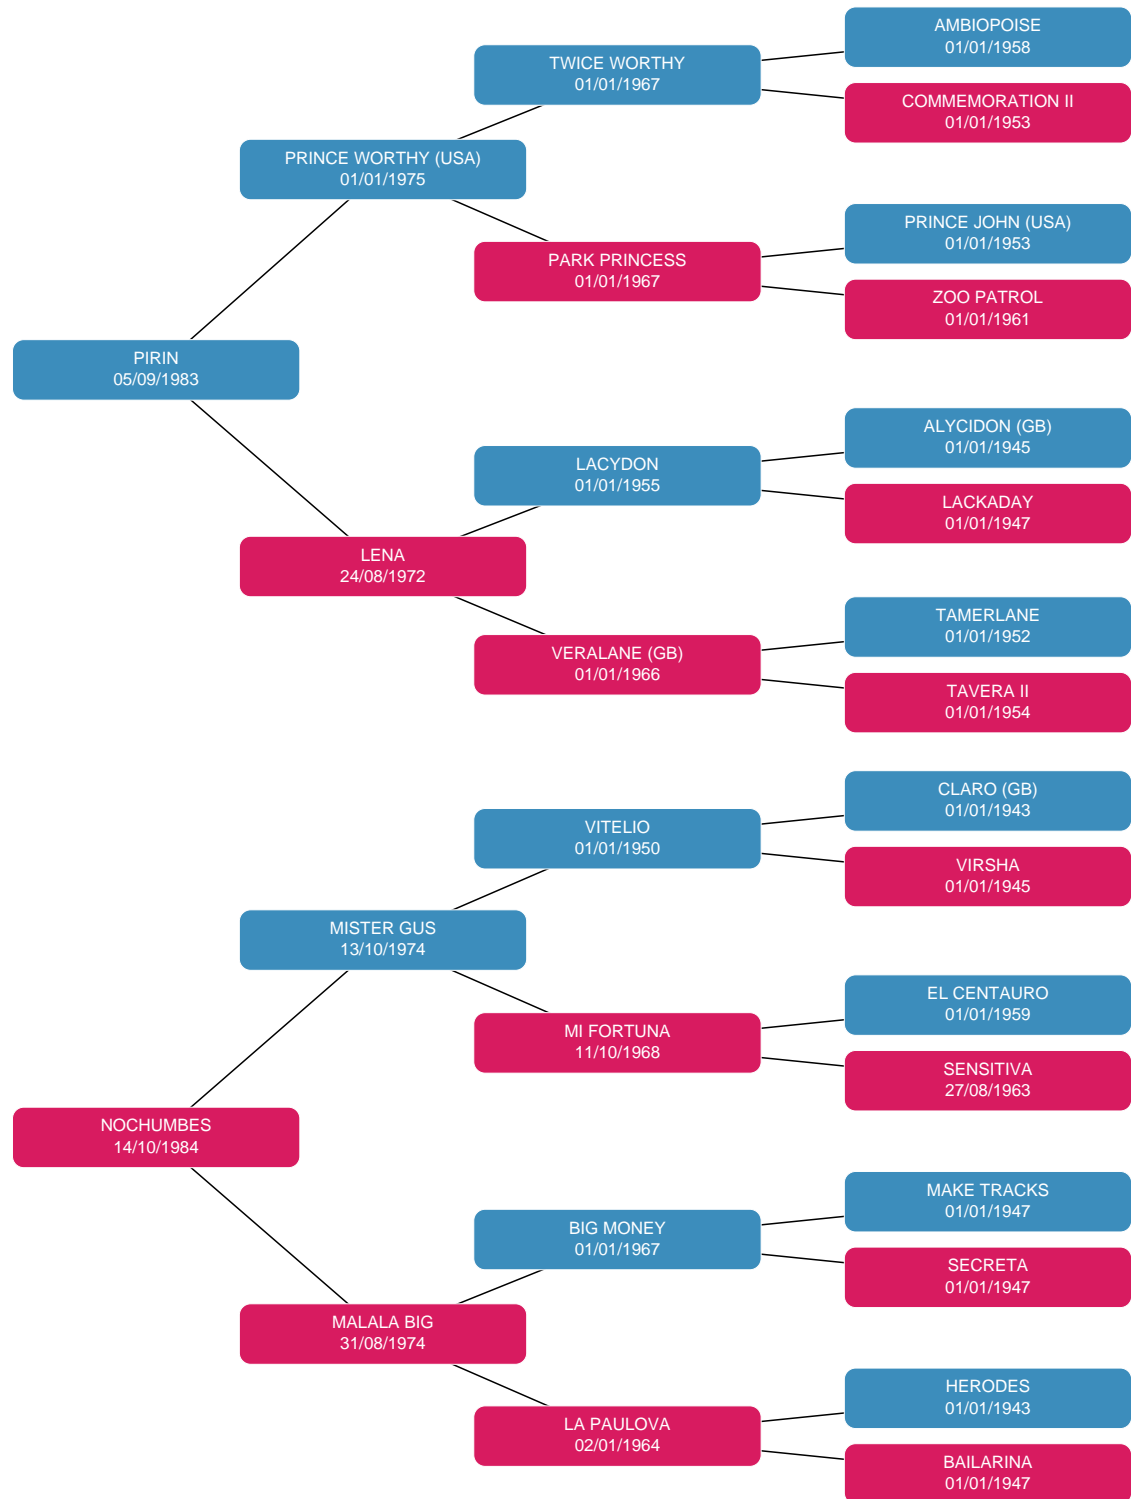 AMBIOPOISE
01/01/1958
TWICE WORTHY
01/01/1967
COMMEMORATION II
01/01/1953
PRINCE WORTHY (USA)
01/01/1975
PRINCE JOHN (USA)
01/01/1953
PARK PRINCESS
01/01/1967
ZOO PATROL
01/01/1961
PIRIN
05/09/1983
ALYCIDON (GB)
01/01/1945
LACYDON
01/01/1955
LACKADAY
01/01/1947
LENA
24/08/1972
TAMERLANE
01/01/1952
VERALANE (GB)
01/01/1966
TAVERA II
01/01/1954
CLARO (GB)
01/01/1943
VITELIO
01/01/1950
VIRSHA
01/01/1945
MISTER GUS
13/10/1974
EL CENTAURO
01/01/1959
MI FORTUNA
11/10/1968
SENSITIVA
27/08/1963
NOCHUMBES
14/10/1984
MAKE TRACKS
01/01/1947
BIG MONEY
01/01/1967
SECRETA
01/01/1947
MALALA BIG
31/08/1974
HERODES
01/01/1943
LA PAULOVA
02/01/1964
BAILARINA
01/01/1947